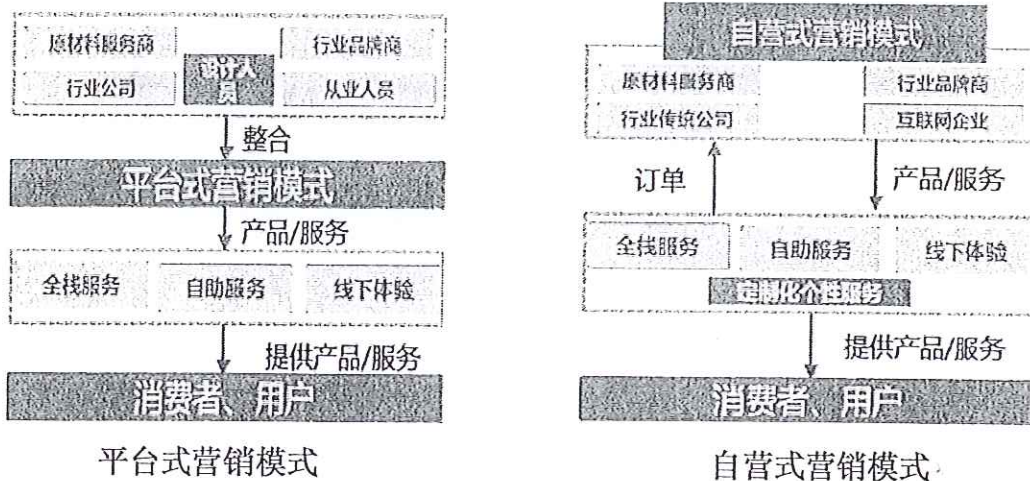 原材料服务商
行业品牌商
设计人员
行业公司
从业人员
整合
平台式营销模式
产品/服务
全栈服务
自助服务
线下体验
提供产品/服务
消费者、用户
平台式营销模式
自营式营销模式
原材料服务商
行业品牌商
行业传统公司
互联网企业
订单
产品/服务
全栈服务
自助服务
线下体验
定制化个性服务
提供产品/服务
消费者、用户
自营式营销模式